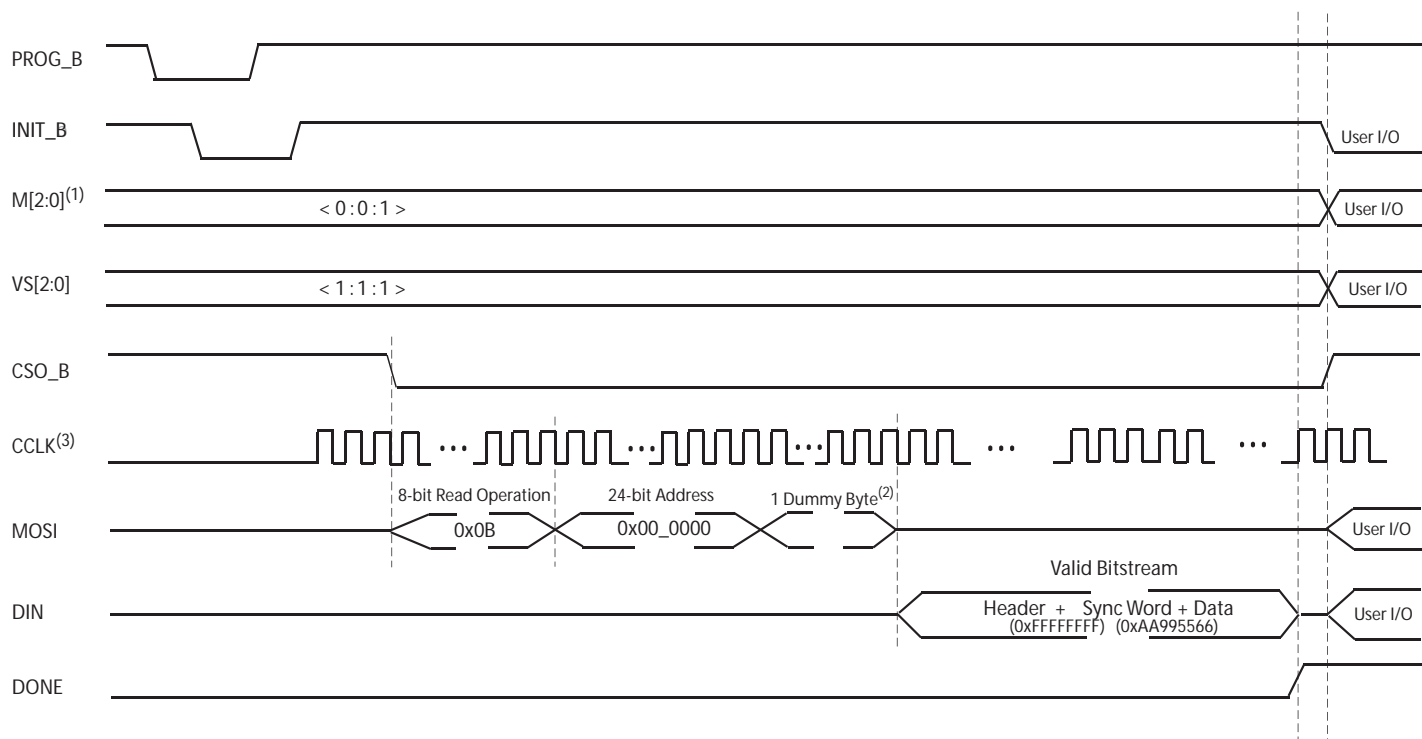 PROG_B
INIT_B
User I/O
M[2:0](1)
< 0 : 0 : 1 >
User I/O
VS[2:0]
< 1 : 1 : 1 >
User I/O
CSO_B
CCLK(3)
8-bit Read Operation
24-bit Address
1 Dummy Byte(2)
MOSI
0x0B
0x00_0000
User I/O
Valid Bitstream
DIN
Header + Sync Word + Data
(0xFFFFFFFF) (0xAA995566)
User I/O
DONE